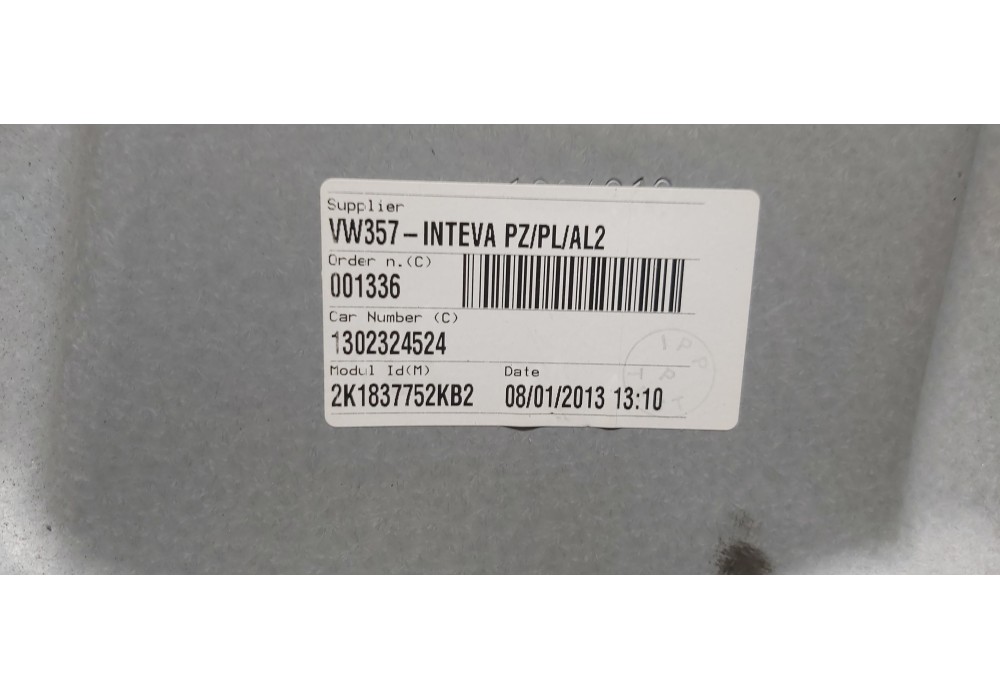 Supplier
VW357-INTEVA PZ/PL/AL2
Order n.(C)
001336
Car Number (C)
1302324524
Modul Id(M) Date
2K1837752KB2 08/01/2013 13:10